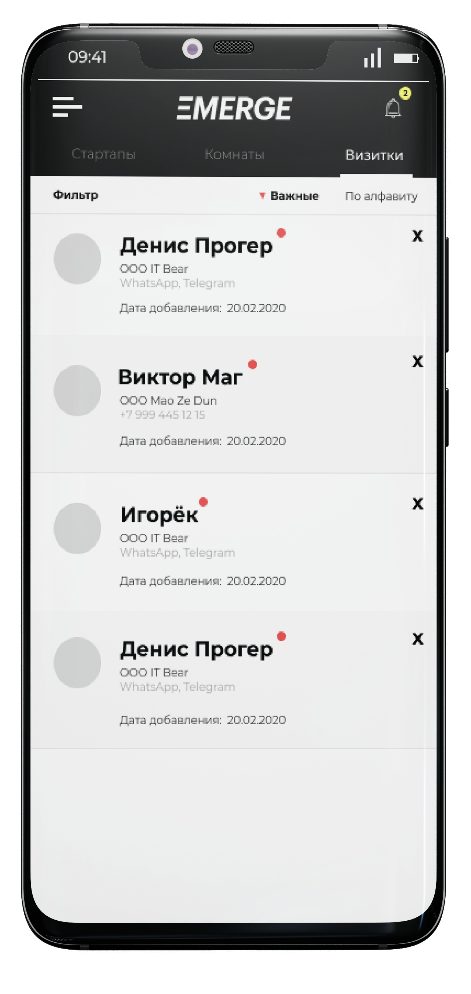 09:41
EMERGE
2
Стартапы Комнаты Визитки
Фильтр Важные По алфавиту
Денис Прогер X
ООО IT Bear
WhatsApp, Telegram
Дата добавления: 20.02.2020
Виктор Маг X
ООО Mao Ze Dun
+7 999 445 12 15
Дата добавления: 20.02.2020
Игорёк X
ООО IT Bear
WhatsApp, Telegram
Дата добавления: 20.02.2020
Денис Прогер X
ООО IT Bear
WhatsApp, Telegram
Дата добавления: 20.02.2020